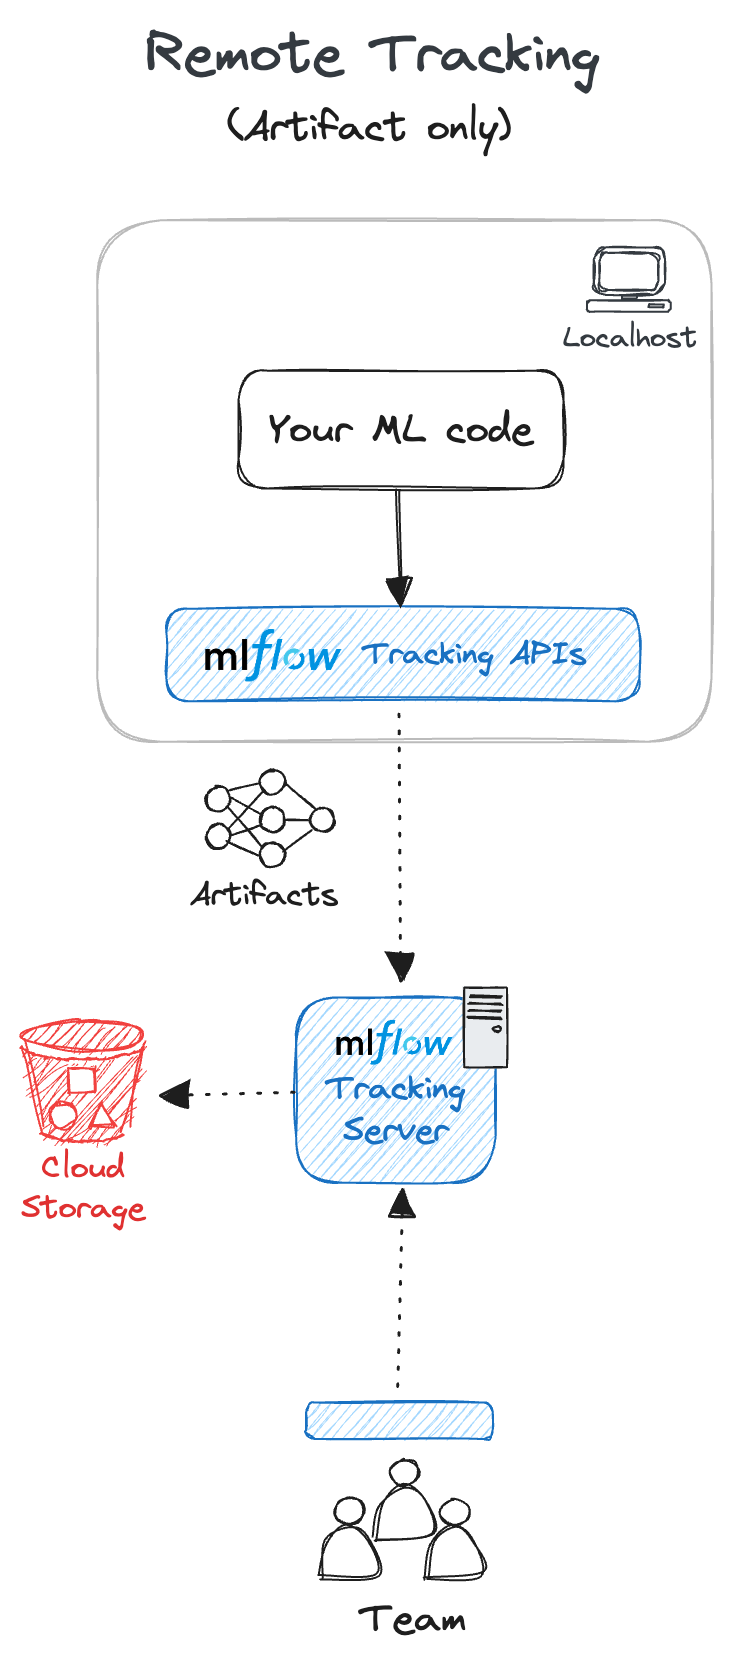 Remote Tracking
(Artifact only)
Localhost
Your ML code
mlflow Tracking APIs
Artifacts
mlflow
Tracking
Server
Cloud
Storage
Team